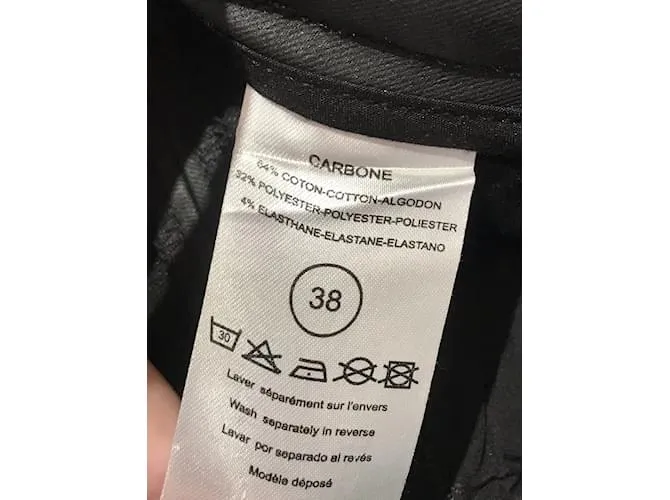 CARBONE
64% COTON-COTTON-ALGODON
32% POLYESTER-POLYESTER-POLIESTER
4% ELASTHANE-ELASTANE-ELASTANO
38
30
Laver séparément sur l'envers
Wash separately in reverse
Lavar por separado al revés
Modèle déposé